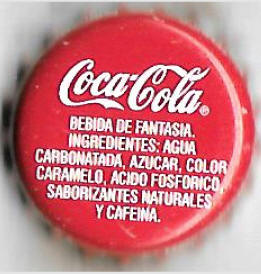 Coca-Cola®
BEBIDA DE FANTASIA.
INGREDIENTES: AGUA
CARBONATADA, AZUCAR, COLOR
CARAMELO, ACIDO FOSFORICO,
SABORIZANTES NATURALES
Y CAFEINA.